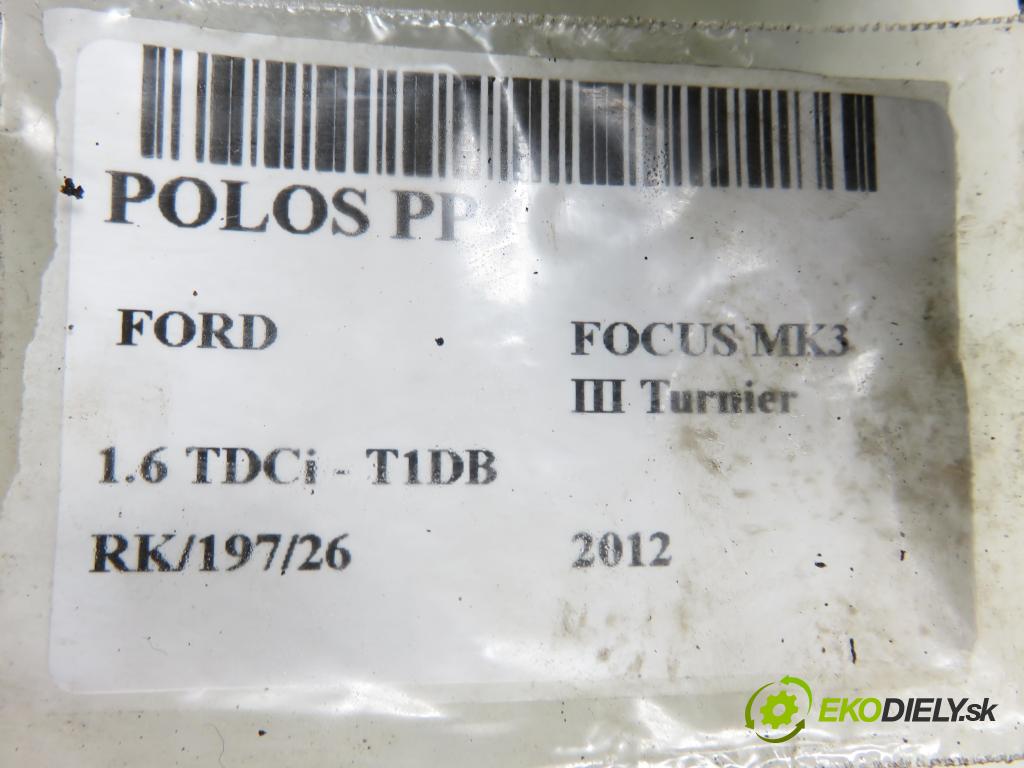 POLOS PP
FORD FOCUS MK3
III Turnier
1.6 TDCi - T1DB
RK/197/26 2012
EKODIELY.sk